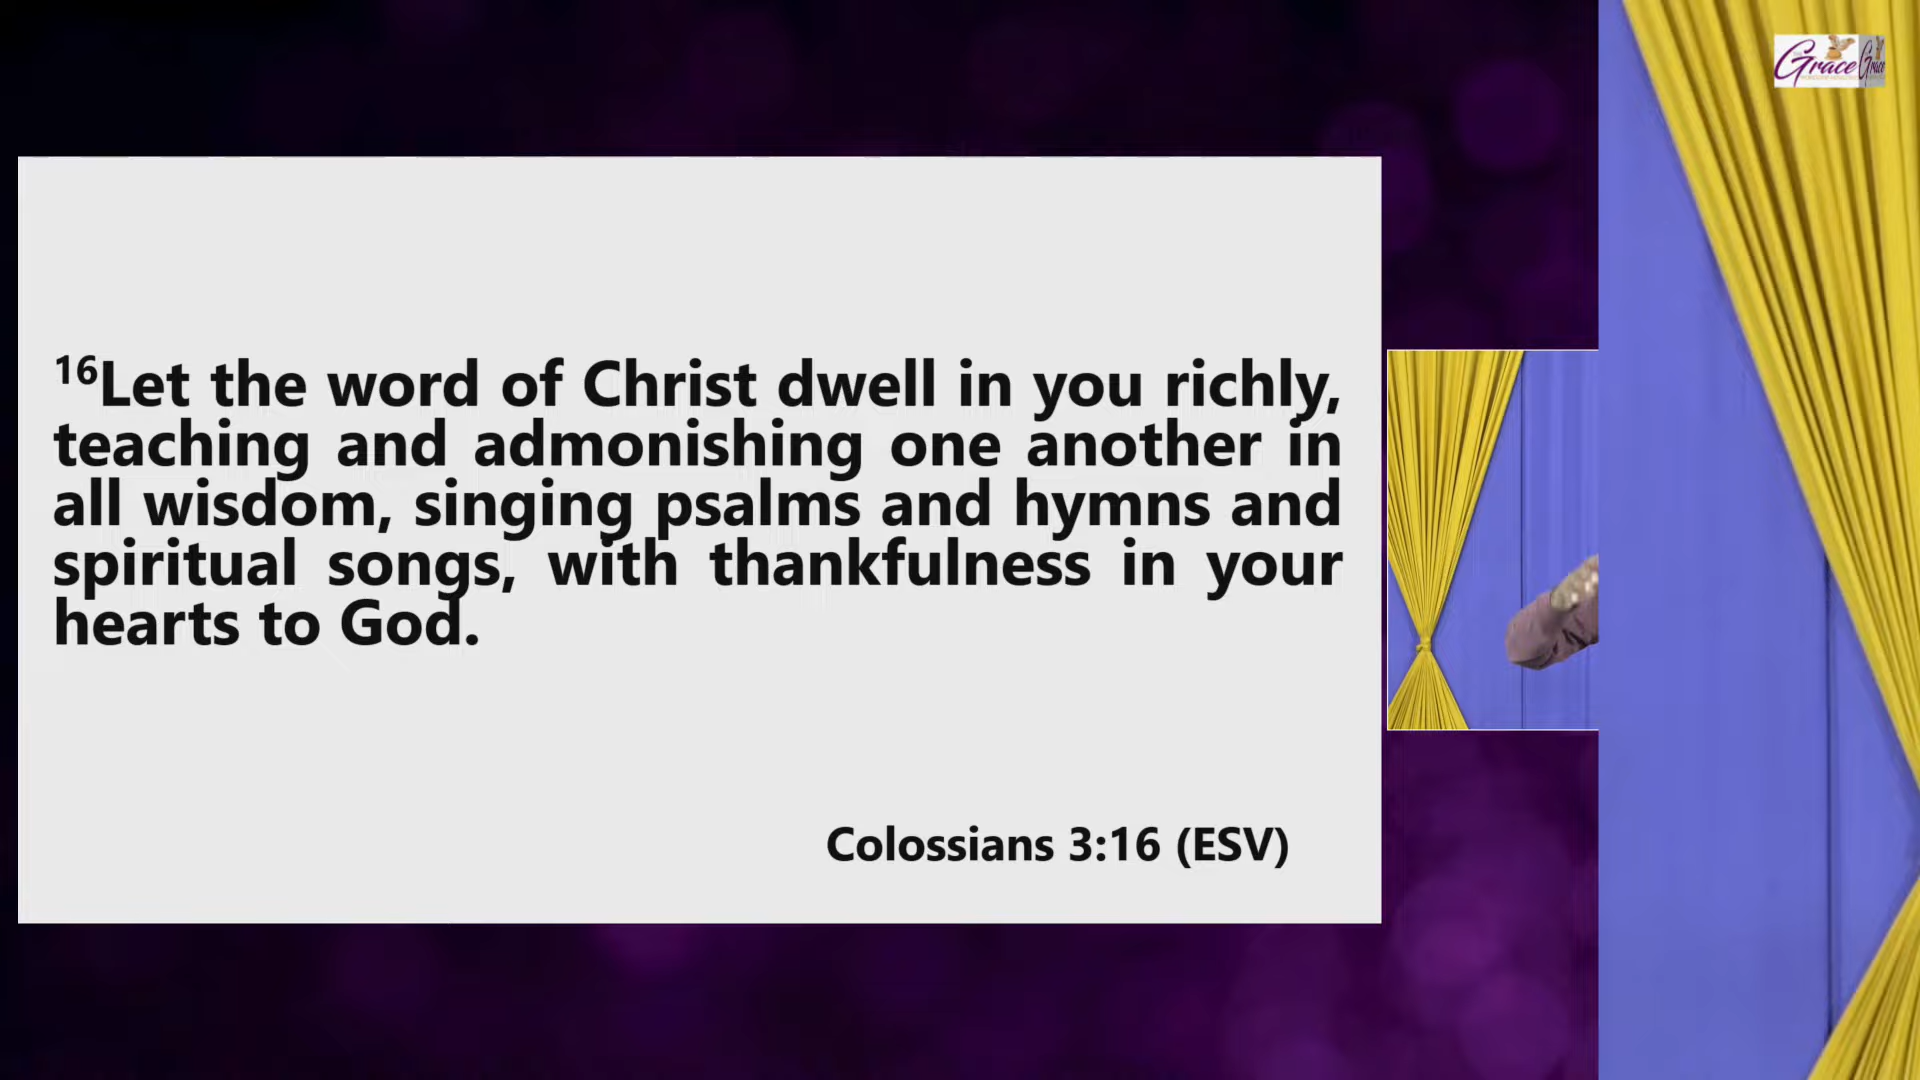 Grace Grace
16Let the word of Christ dwell in you richly,
teaching and admonishing one another in
all wisdom, singing psalms and hymns and
spiritual songs, with thankfulness in your
hearts to God.
Colossians 3:16 (ESV)